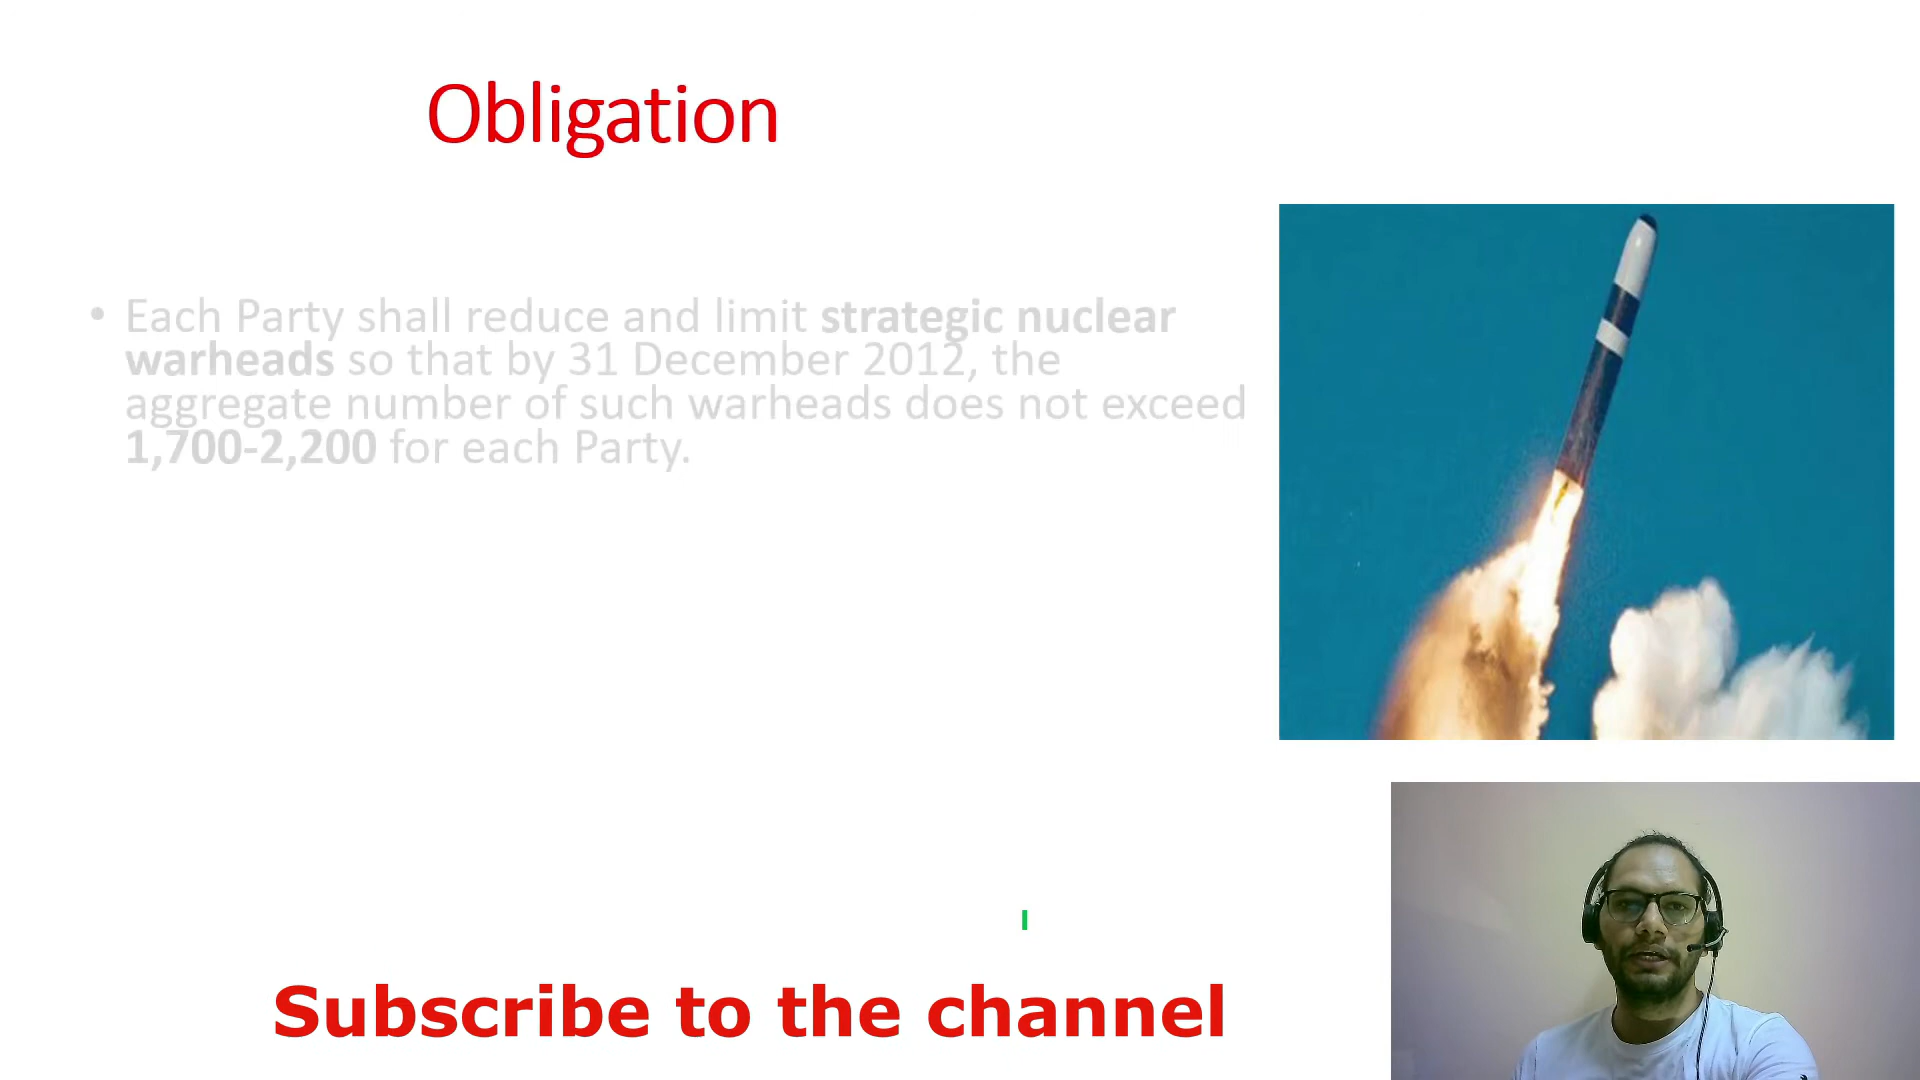 Obligation
• Each Party shall reduce and limit strategic nuclear
warheads so that by 31 December 2012, the
aggregate number of such warheads does not exceed
1,700-2,200 for each Party.
Subscribe to the channel